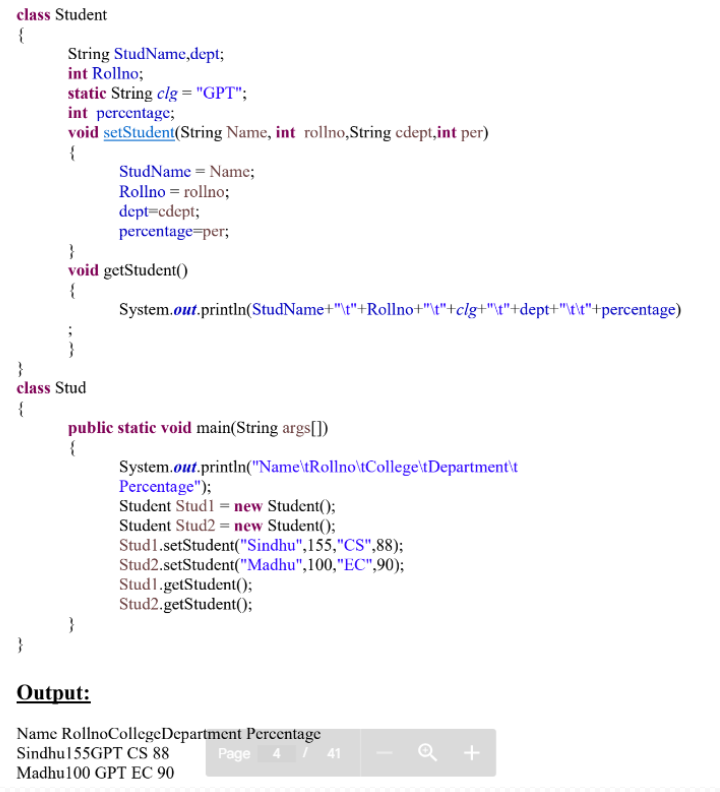 class Student
{
String StudName,dept;
int Rollno;
static String clg = "GPT";
int percentage;
void setStudent(String Name, int rollno,String cdept,int per)
{
StudName = Name;
Rollno = rollno;
dept=cdept;
percentage=per;
}
void getStudent()
{
System.out.println(StudName+"\t"+Rollno+"\t"+clg+"\t"+dept+"\t\t"+percentage)
;
}
}
class Stud
{
public static void main(String args[])
{
System.out.println("Name\tRollno\tCollege\tDepartment\t
Percentage");
Student Stud1 = new Student();
Student Stud2 = new Student();
Stud1.setStudent("Sindhu",155,"CS",88);
Stud2.setStudent("Madhu",100,"EC",90);
Stud1.getStudent();
Stud2.getStudent();
}
}
Output:
Name RollnoCollegeDepartment Percentage
Sindhu155GPT CS 88
Madhu100 GPT EC 90
Page 4 / 41 — +